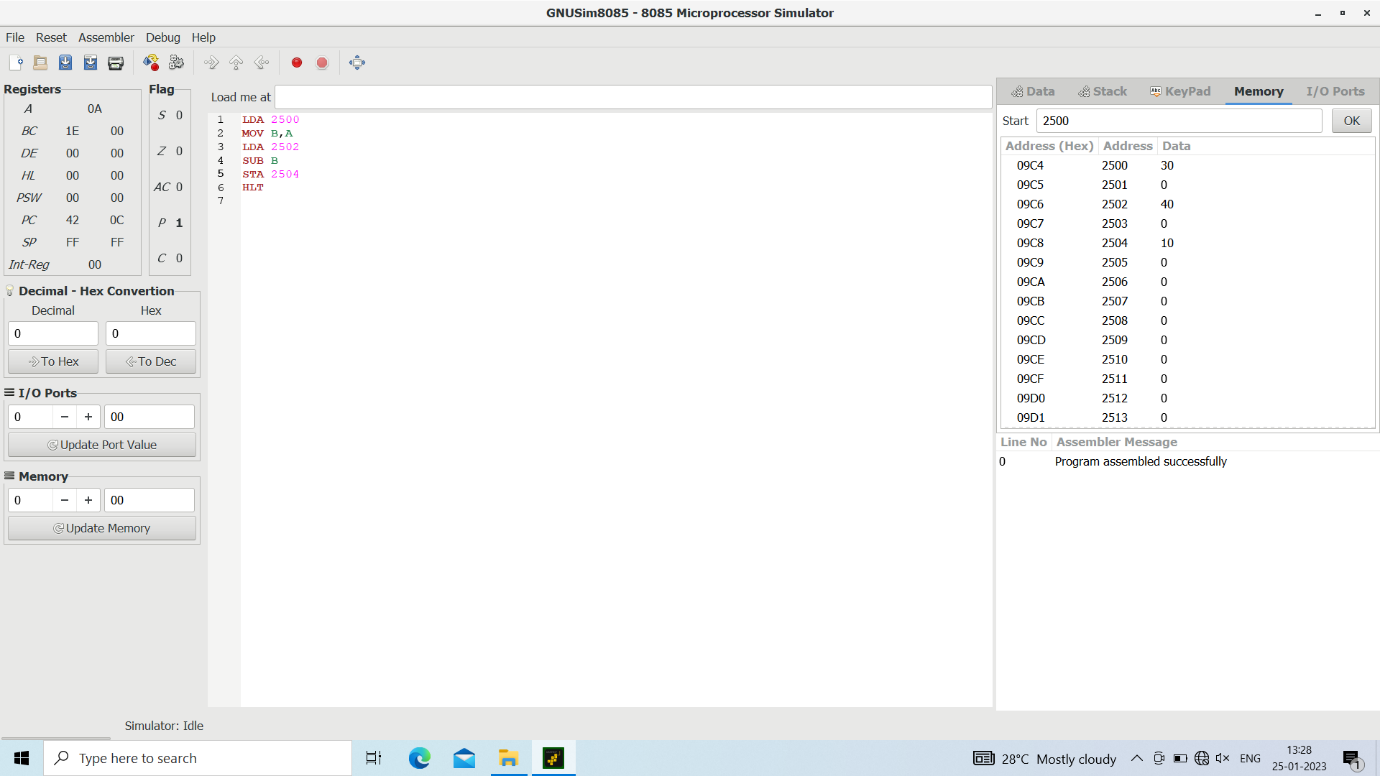 GNUSim8085 - 8085 Microprocessor Simulator
File Reset Assembler Debug Help
Registers
A 0A
BC 1E 00
DE 00 00
HL 00 00
PSW 00 00
PC 42 0C
SP FF FF
Int-Reg 00
Flag
S 0
Z 0
AC 0
P 1
C 0
Decimal - Hex Convertion
Decimal Hex
0 0
To Hex To Dec
I/O Ports
0 − + 00
Update Port Value
Memory
0 − + 00
Update Memory
Load me at
1 LDA 2500
2 MOV B,A
3 LDA 2502
4 SUB B
5 STA 2504
6 HLT
7
Data Stack Abc KeyPad Memory I/O Ports
Start 2500 OK
Address (Hex) Address Data
09C4 2500 30
09C5 2501 0
09C6 2502 40
09C7 2503 0
09C8 2504 10
09C9 2505 0
09CA 2506 0
09CB 2507 0
09CC 2508 0
09CD 2509 0
09CE 2510 0
09CF 2511 0
09D0 2512 0
09D1 2513 0
Line No Assembler Message
0 Program assembled successfully
Simulator: Idle
Type here to search
28°C Mostly cloudy ENG
13:28
25-01-2023
1